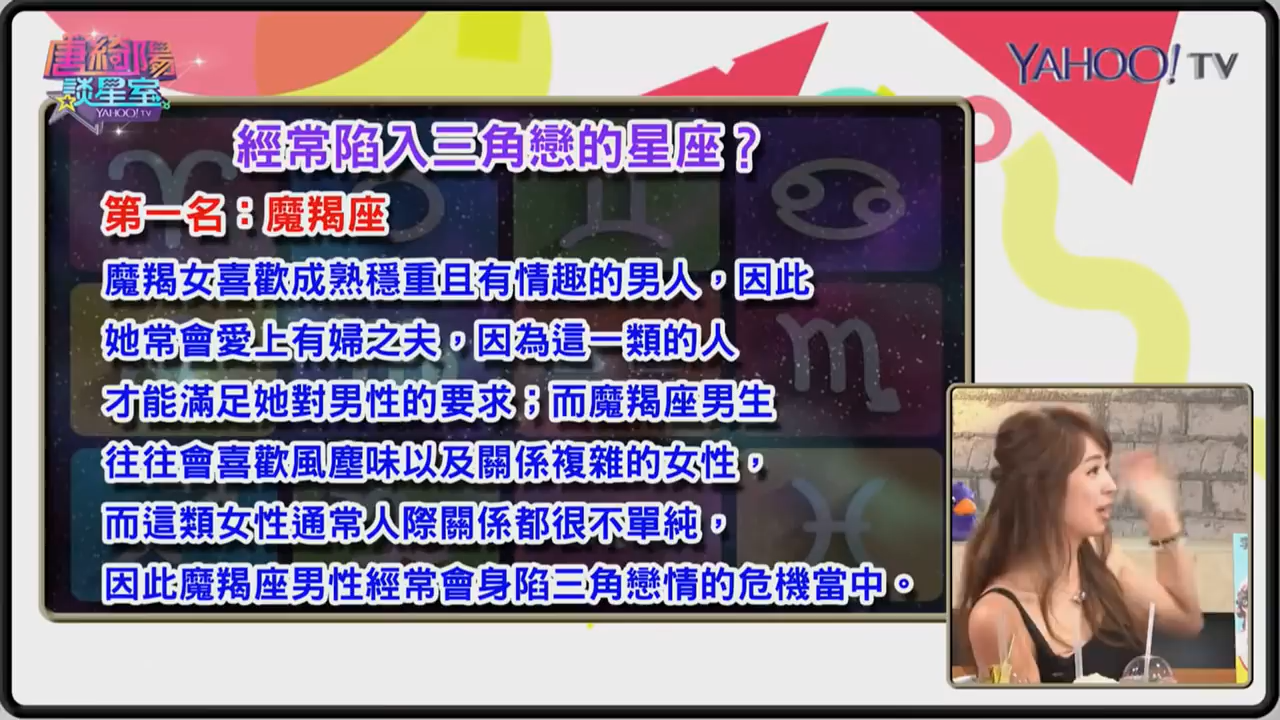 唐綺陽
談星室
YAHOO! TV
YAHOO! TV
經常陷入三角戀的星座？
第一名：魔羯座
魔羯女喜歡成熟穩重且有情趣的男人，因此
她常會愛上有婦之夫，因為這一類的人
才能滿足她對男性的要求；而魔羯座男生
往往會喜歡風塵味以及關係複雜的女性，
而這類女性通常人際關係都很不單純，
因此魔羯座男性經常會身陷三角戀情的危機當中。